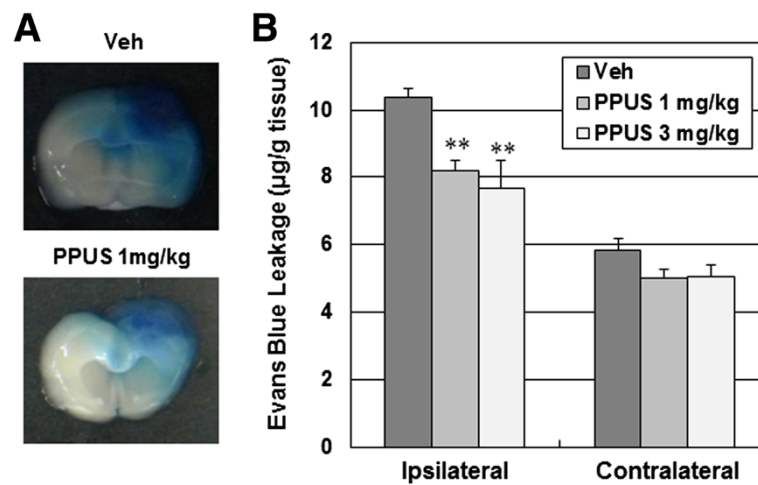 A
Veh
PPUS 1mg/kg
B
Evans Blue Leakage (µg/g tissue)
12
10
8
6
4
2
0
Veh
PPUS 1 mg/kg
PPUS 3 mg/kg
**
**
Ipsilateral
Contralateral